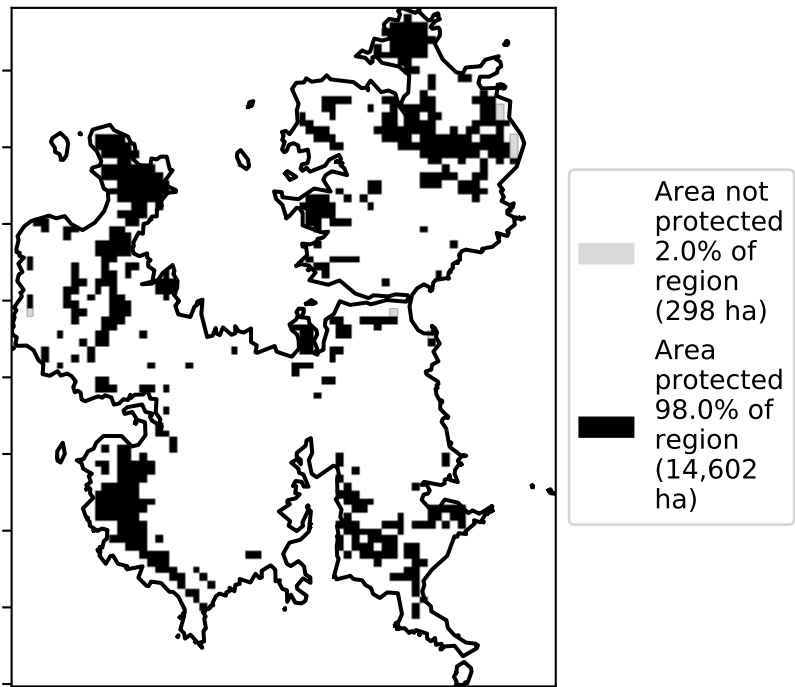 Area not
protected
2.0% of
region
(298 ha)
Area
protected
98.0% of
region
(14,602
ha)